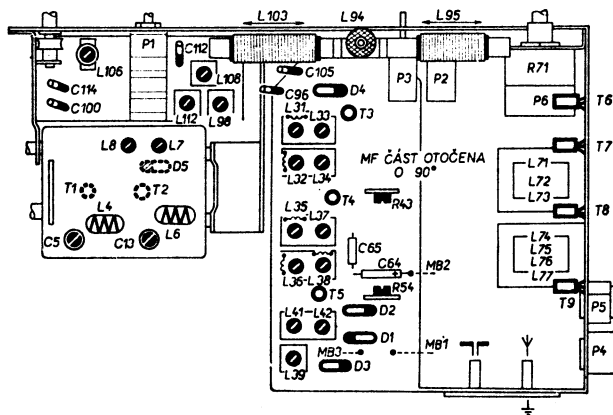 L103 L94 L95
P1 C112 L106 L108 C105 P3 P2 R71
C114 C96 D4 P6 T6
C100 L112 L98 L31 L33 T3
L8 L7 T7
D5 L32 L34 MF ČÁST OTOČENA L71
O 90°
T1 T2 L72
L4 L35 T4 R43 L73 T8
C5 C13 L6 L37
C65 L74
L75
C64 MB2 L76
L36 L38 R54 L77
T5 T9
D2 P5
L41 L42
D1
MB3 MB1 P4
L39 D3